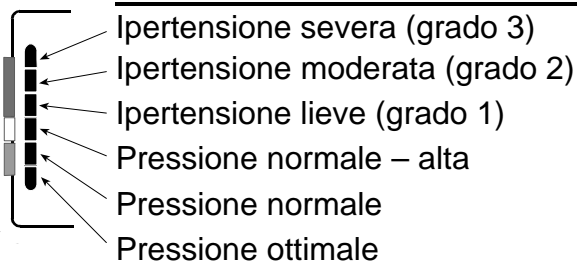 Ipertensione severa (grado 3)
Ipertensione moderata (grado 2)
Ipertensione lieve (grado 1)
Pressione normale – alta
Pressione normale
Pressione ottimale